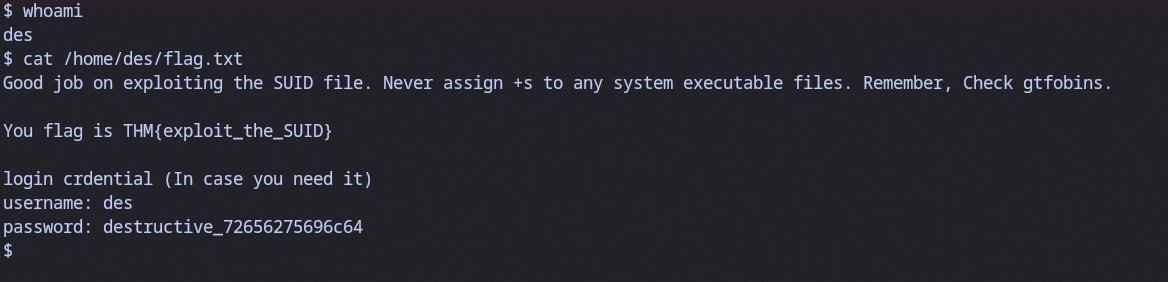 $ whoami
des
$ cat /home/des/flag.txt
Good job on exploiting the SUID file. Never assign +s to any system executable files. Remember, Check gtfobins.
You flag is THM{exploit_the_SUID}
login crdential (In case you need it)
username: des
password: destructive_72656275696c64
$